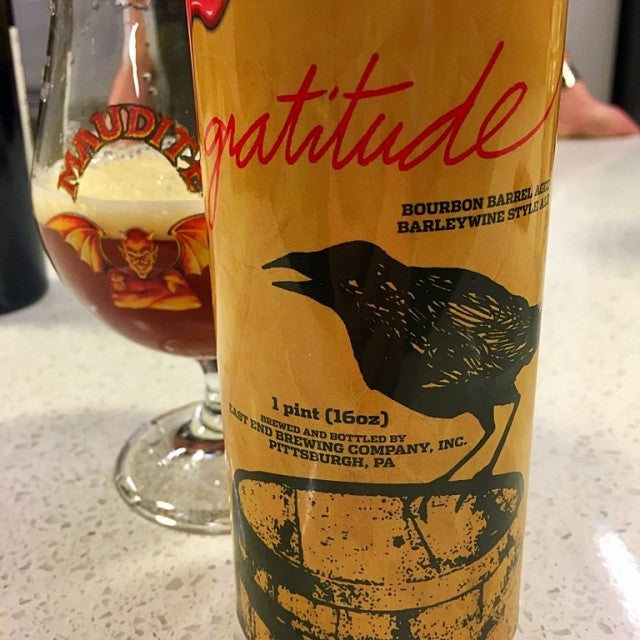 MAUDITE
gratitude
BOURBON BARREL AGED
BARLEYWINE STYLE ALE
1 pint (16oz)
BREWED AND BOTTLED BY
EAST END BREWING COMPANY, INC.
PITTSBURGH, PA